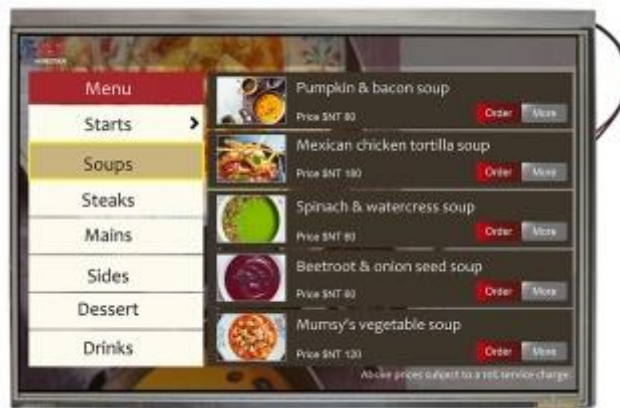 Menu
Starts
Soups
Steaks
Mains
Sides
Dessert
Drinks
Pumpkin & bacon soup
Price $NT 80
Order More
Mexican chicken tortilla soup
Price $NT 180
Order More
Spinach & watercress soup
Price $NT 60
Order More
Beetroot & onion seed soup
Price $NT 60
Order More
Mumsy's vegetable soup
Price $NT 120
Order More
Above prices subject to a 10% service charge